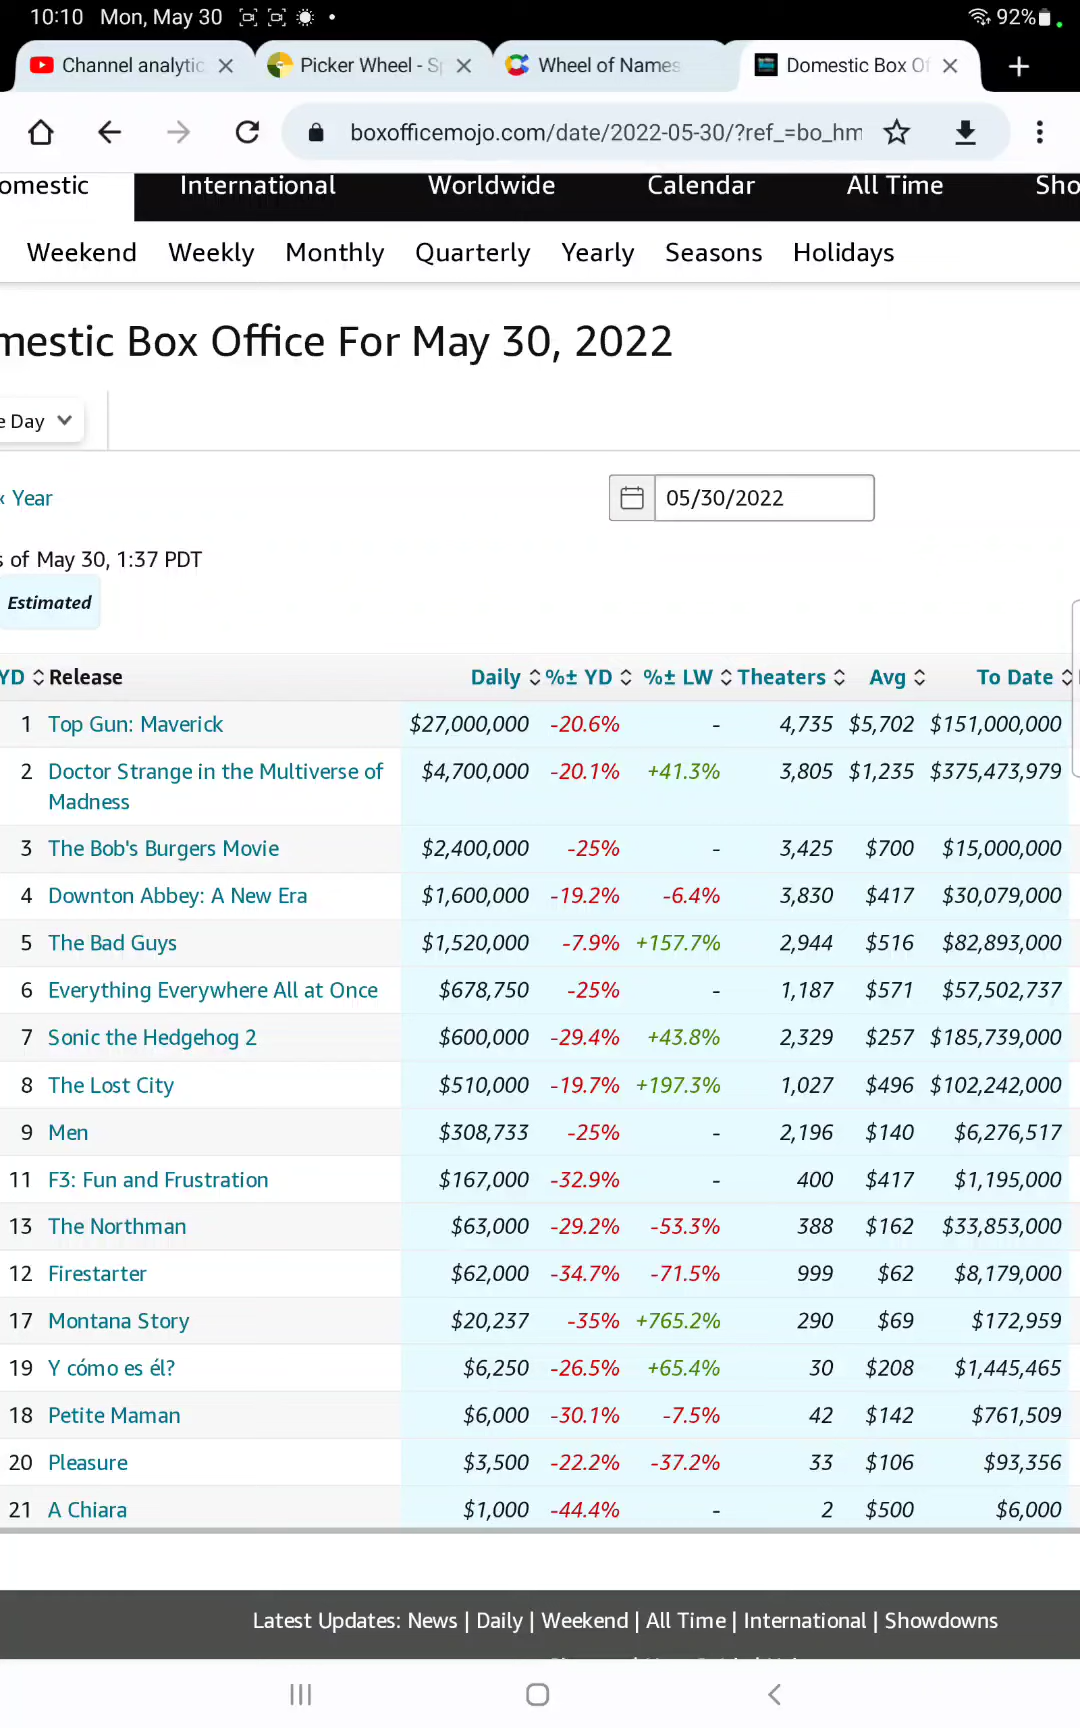 10:10 Mon, May 30 92%
Channel analytic Picker Wheel - Sp Wheel of Names Domestic Box Of
boxofficemojo.com/date/2022-05-30/?ref_=bo_hm
omestic International Worldwide Calendar All Time Sho
Weekend Weekly Monthly Quarterly Yearly Seasons Holidays
mestic Box Office For May 30, 2022
e Day
« Year 05/30/2022
s of May 30, 1:37 PDT
Estimated
YD Release Daily %± YD %± LW Theaters Avg To Date
1 Top Gun: Maverick $27,000,000 -20.6% - 4,735 $5,702 $151,000,000
2 Doctor Strange in the Multiverse of $4,700,000 -20.1% +41.3% 3,805 $1,235 $375,473,979
Madness
3 The Bob's Burgers Movie $2,400,000 -25% - 3,425 $700 $15,000,000
4 Downton Abbey: A New Era $1,600,000 -19.2% -6.4% 3,830 $417 $30,079,000
5 The Bad Guys $1,520,000 -7.9% +157.7% 2,944 $516 $82,893,000
6 Everything Everywhere All at Once $678,750 -25% - 1,187 $571 $57,502,737
7 Sonic the Hedgehog 2 $600,000 -29.4% +43.8% 2,329 $257 $185,739,000
8 The Lost City $510,000 -19.7% +197.3% 1,027 $496 $102,242,000
9 Men $308,733 -25% - 2,196 $140 $6,276,517
11 F3: Fun and Frustration $167,000 -32.9% - 400 $417 $1,195,000
13 The Northman $63,000 -29.2% -53.3% 388 $162 $33,853,000
12 Firestarter $62,000 -34.7% -71.5% 999 $62 $8,179,000
17 Montana Story $20,237 -35% +765.2% 290 $69 $172,959
19 Y cómo es él? $6,250 -26.5% +65.4% 30 $208 $1,445,465
18 Petite Maman $6,000 -30.1% -7.5% 42 $142 $761,509
20 Pleasure $3,500 -22.2% -37.2% 33 $106 $93,356
21 A Chiara $1,000 -44.4% - 2 $500 $6,000
Latest Updates: News | Daily | Weekend | All Time | International | Showdowns